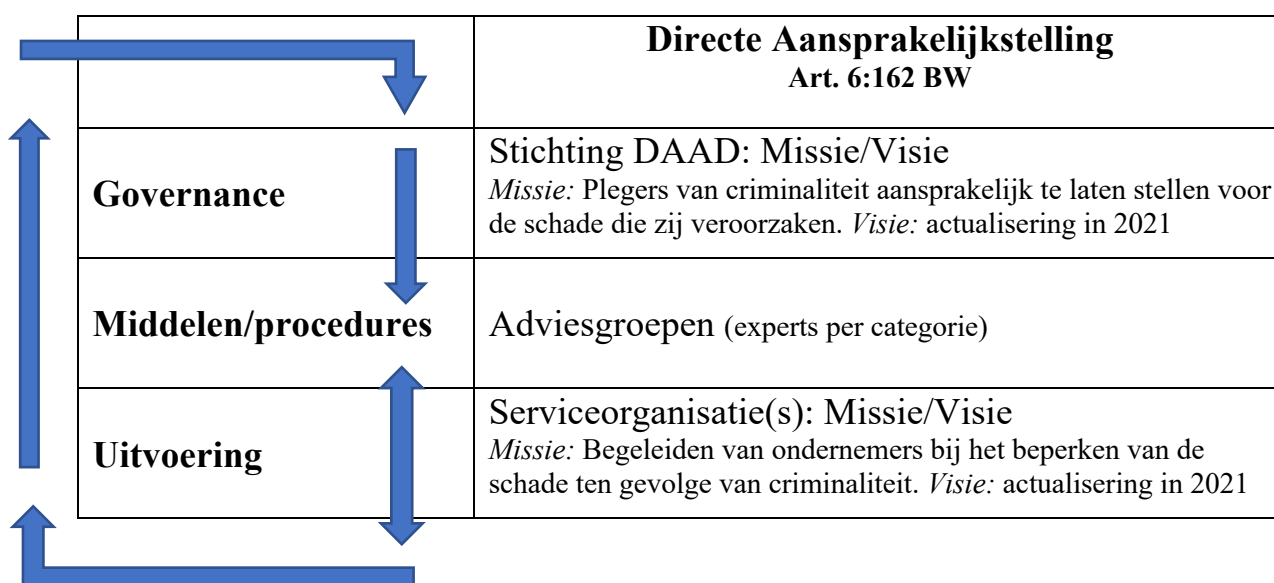 Directe Aansprakelijkstelling
Art. 6:162 BW
Governance
Stichting DAAD: Missie/Visie
Missie: Plegers van criminaliteit aansprakelijk te laten stellen voor
de schade die zij veroorzaken. Visie: actualisering in 2021
Middelen/procedures
Adviesgroepen (experts per categorie)
Uitvoering
Serviceorganisatie(s): Missie/Visie
Missie: Begeleiden van ondernemers bij het beperken van de
schade ten gevolge van criminaliteit. Visie: actualisering in 2021